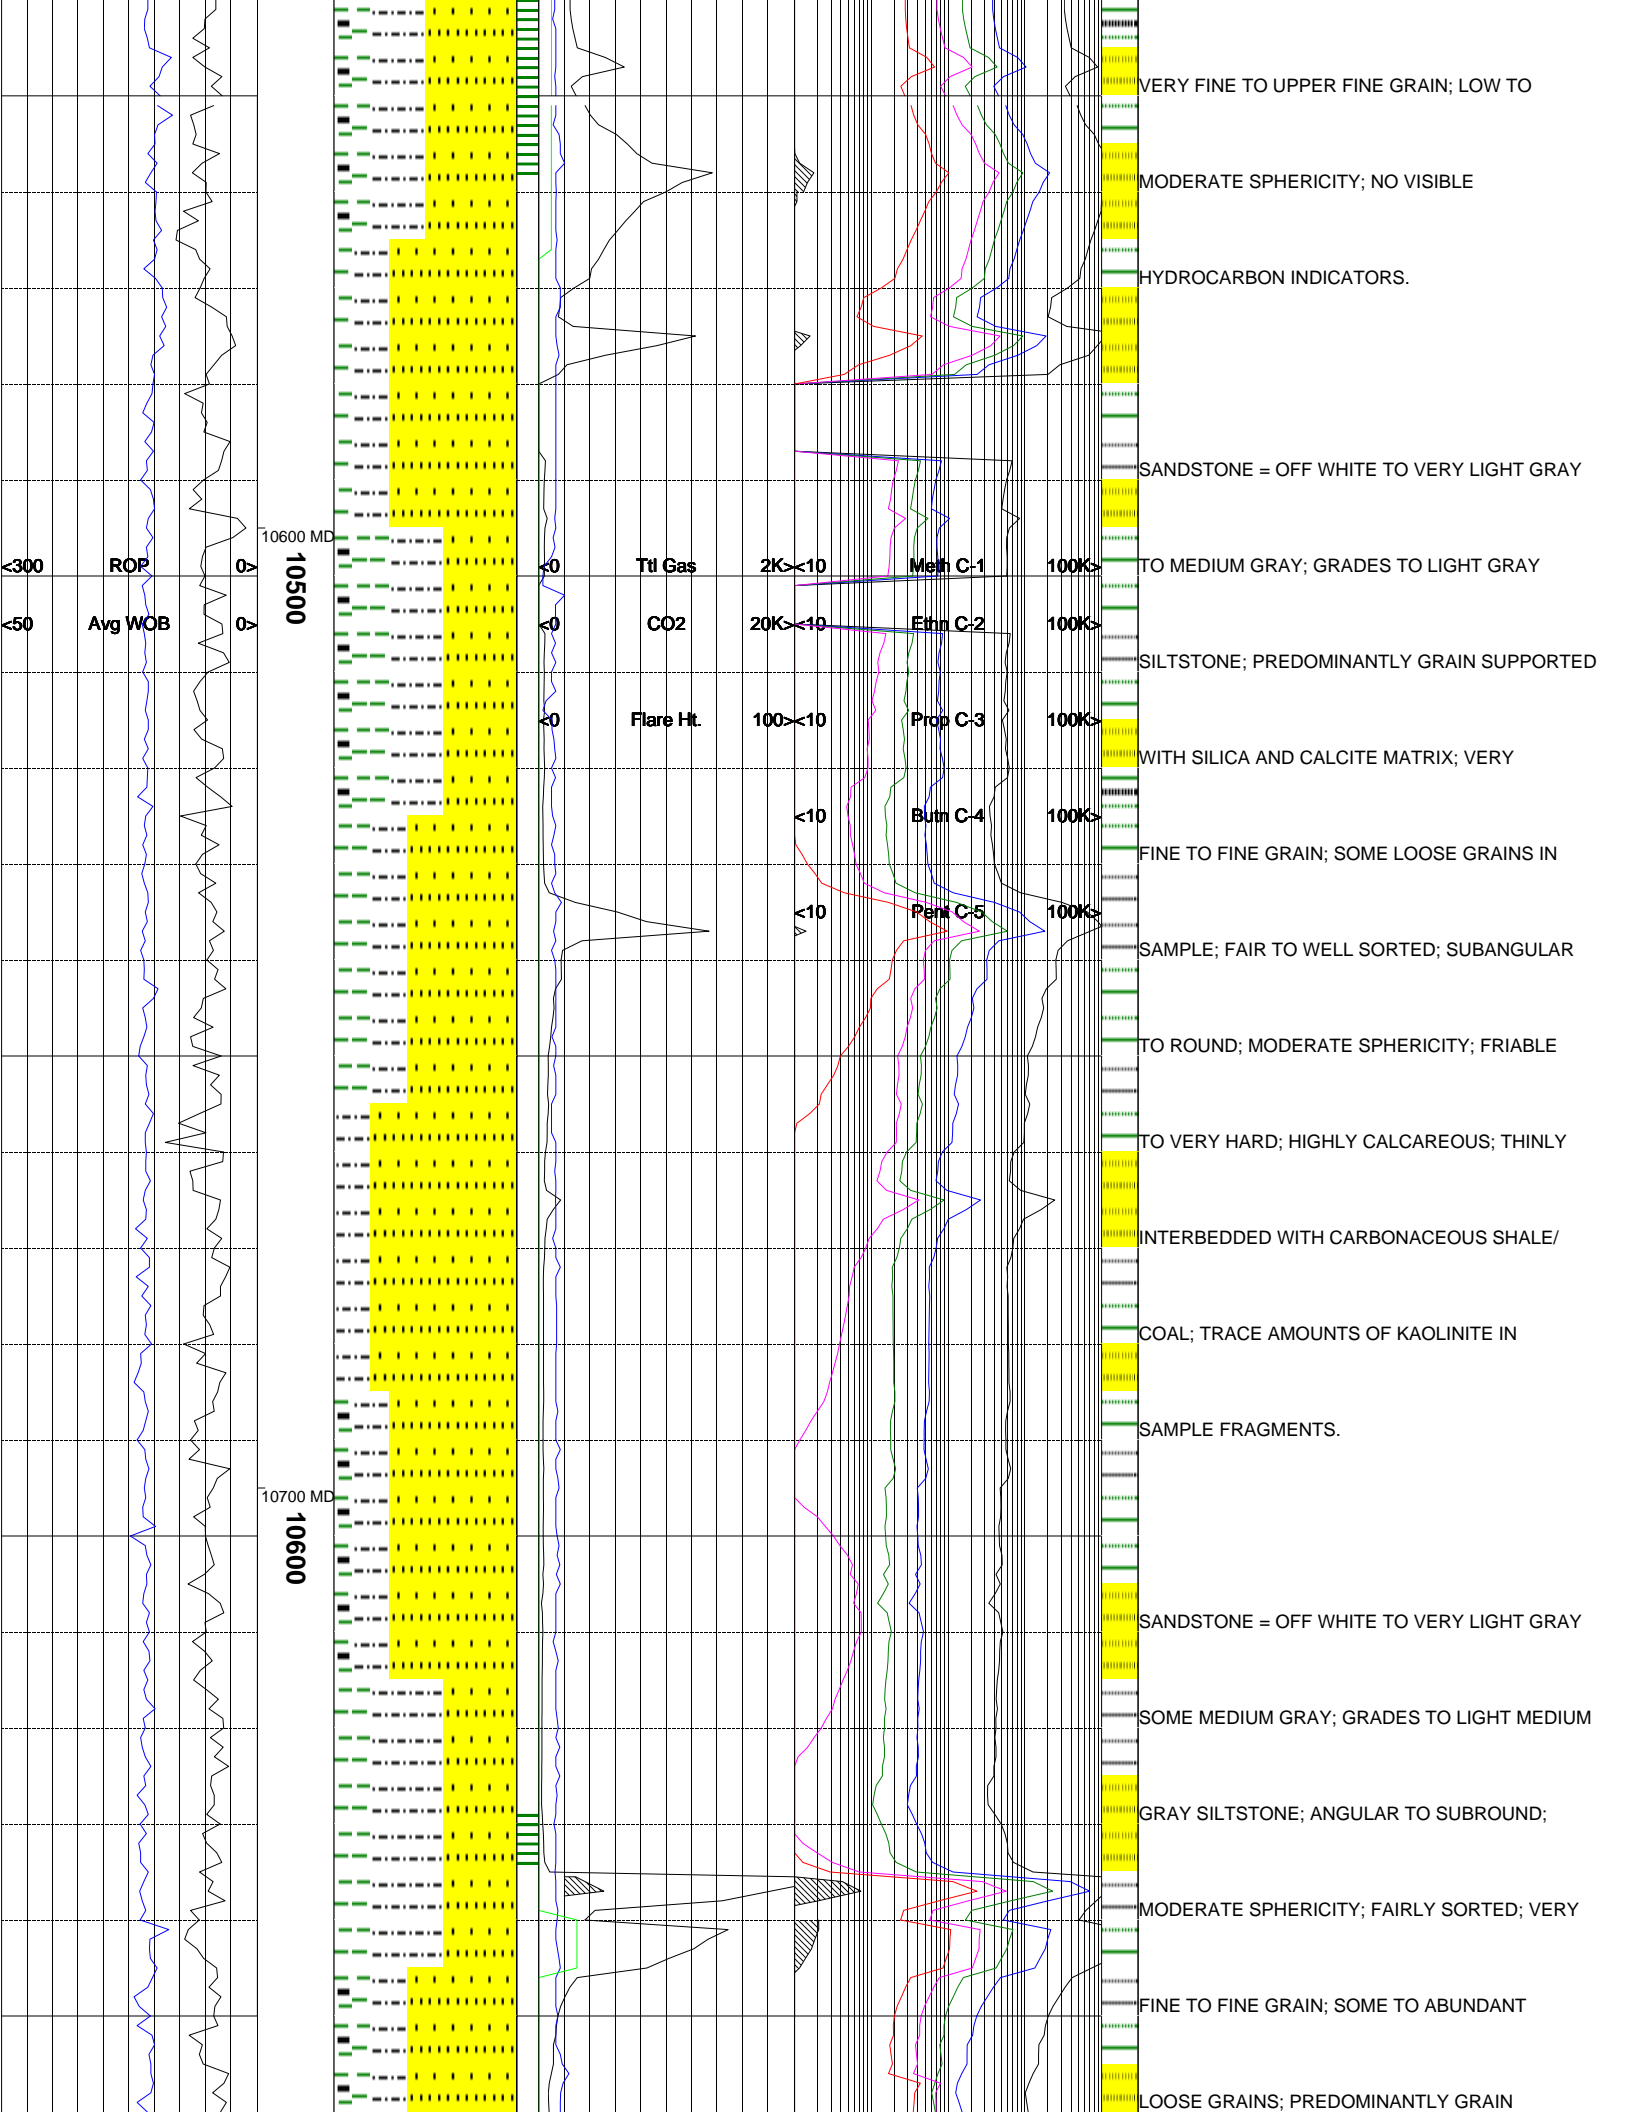 VERY FINE TO UPPER FINE GRAIN; LOW TO
MODERATE SPHERICITY; NO VISIBLE
HYDROCARBON INDICATORS.
SANDSTONE = OFF WHITE TO VERY LIGHT GRAY
10600 MD
10500
<300 ROP 0> <0 Ttl Gas 2K><10 Meth C-1 100K> TO MEDIUM GRAY; GRADES TO LIGHT GRAY
<50 Avg WOB 0> <0 CO2 20K><10 Ethn C-2 100K>
SILTSTONE; PREDOMINANTLY GRAIN SUPPORTED
<0 Flare Ht. 100><10 Prop C-3 100K>
WITH SILICA AND CALCITE MATRIX; VERY
<10 Butn C-4 100K>
FINE TO FINE GRAIN; SOME LOOSE GRAINS IN
<10 Pent C-5 100K>
SAMPLE; FAIR TO WELL SORTED; SUBANGULAR
TO ROUND; MODERATE SPHERICITY; FRIABLE
TO VERY HARD; HIGHLY CALCAREOUS; THINLY
INTERBEDDED WITH CARBONACEOUS SHALE/
COAL; TRACE AMOUNTS OF KAOLINITE IN
SAMPLE FRAGMENTS.
10700 MD
10600
SANDSTONE = OFF WHITE TO VERY LIGHT GRAY
SOME MEDIUM GRAY; GRADES TO LIGHT MEDIUM
GRAY SILTSTONE; ANGULAR TO SUBROUND;
MODERATE SPHERICITY; FAIRLY SORTED; VERY
FINE TO FINE GRAIN; SOME TO ABUNDANT
LOOSE GRAINS; PREDOMINANTLY GRAIN